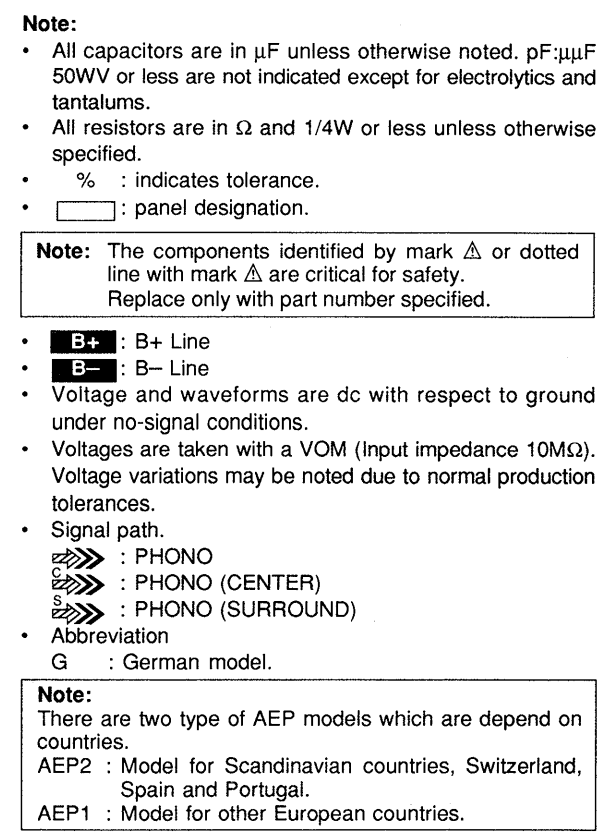 Note:
• All capacitors are in µF unless otherwise noted. pF:µµF
50WV or less are not indicated except for electrolytics and
tantalums.
• All resistors are in Ω and 1/4W or less unless otherwise
specified.
• % : indicates tolerance.
• : panel designation.
Note: The components identified by mark ⚠ or dotted
line with mark ⚠ are critical for safety.
Replace only with part number specified.
• B+ : B+ Line
• B– : B– Line
• Voltage and waveforms are dc with respect to ground
under no-signal conditions.
• Voltages are taken with a VOM (Input impedance 10MΩ).
Voltage variations may be noted due to normal production
tolerances.
• Signal path.
: PHONO
C : PHONO (CENTER)
S : PHONO (SURROUND)
• Abbreviation
G : German model.
Note:
There are two type of AEP models which are depend on
countries.
AEP2 : Model for Scandinavian countries, Switzerland,
Spain and Portugal.
AEP1 : Model for other European countries.